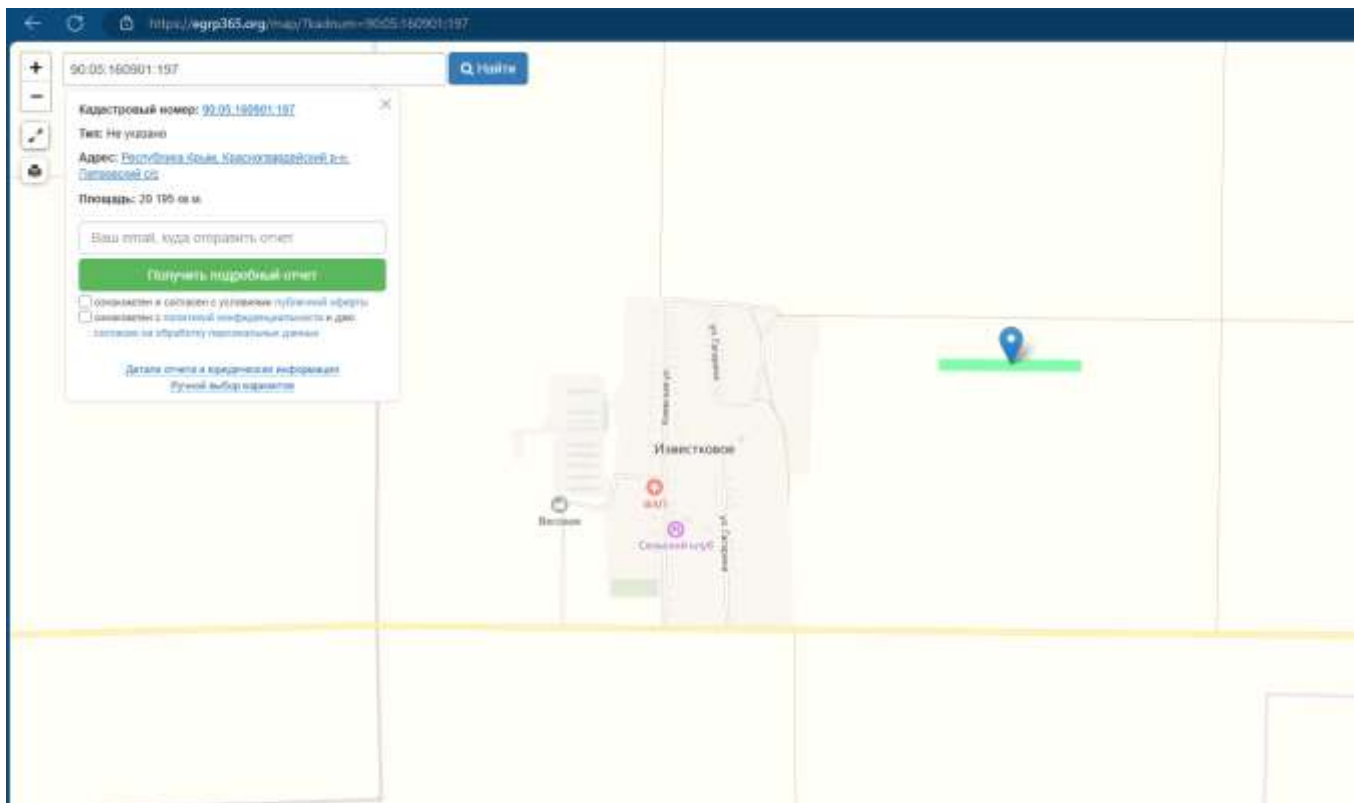 https://egrp365.org/map/?kadnum=90:05:160901:197
90:05:160901:197
Найти
Кадастровый номер: 90:05:160901:197
Тип: Не указано
Адрес: Республика Крым, Красногвардейский р-н,
Петровский с/с
Площадь: 20 195 кв.м.
Ваш email, куда отправить отчет
Получить подробный отчет
ознакомлен и согласен с условиями публичной оферты
ознакомлен с политикой конфиденциальности и даю
согласие на обработку персональных данных
Детали отчета и юридическая информация
Ручной выбор вариантов
ул. Гагарина
Известковое
ФАП
Весовая
Сельский клуб
ул. Гагарина